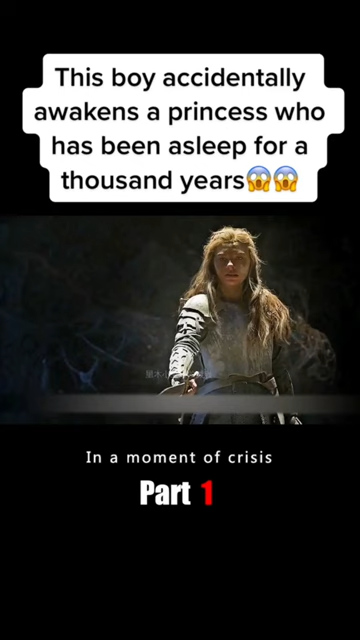 This boy accidentally
awakens a princess who
has been asleep for a
thousand years😱😱
In a moment of crisis
Part 1